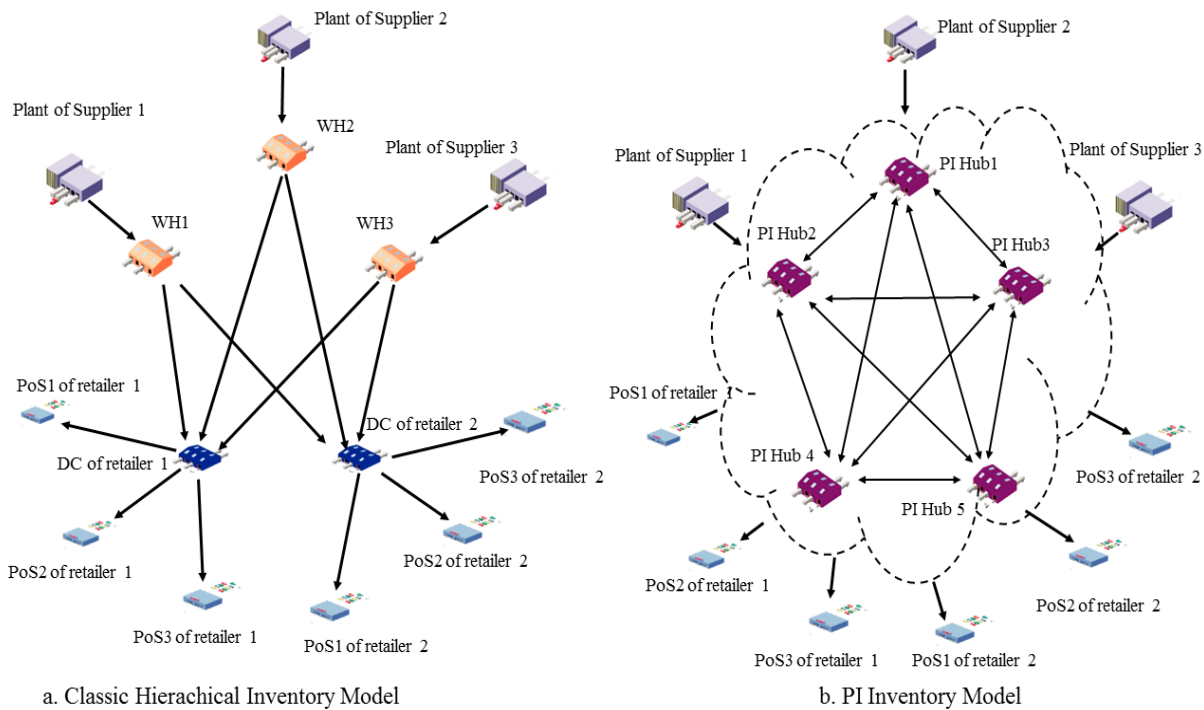 Plant of Supplier 2
Plant of Supplier 1
WH2
Plant of Supplier 3
WH1
WH3
PoS1 of retailer 1
DC of retailer 2
DC of retailer 1
PoS3 of retailer 2
PoS2 of retailer 1
PoS2 of retailer 2
PoS3 of retailer 1
PoS1 of retailer 2
a. Classic Hierachical Inventory Model
Plant of Supplier 2
Plant of Supplier 1
PI Hub1
Plant of Supplier 3
PI Hub2
PI Hub3
PoS1 of retailer 1
PI Hub 4
PoS3 of retailer 2
PI Hub 5
PoS2 of retailer 1
PoS2 of retailer 2
PoS3 of retailer 1
PoS1 of retailer 2
b. PI Inventory Model